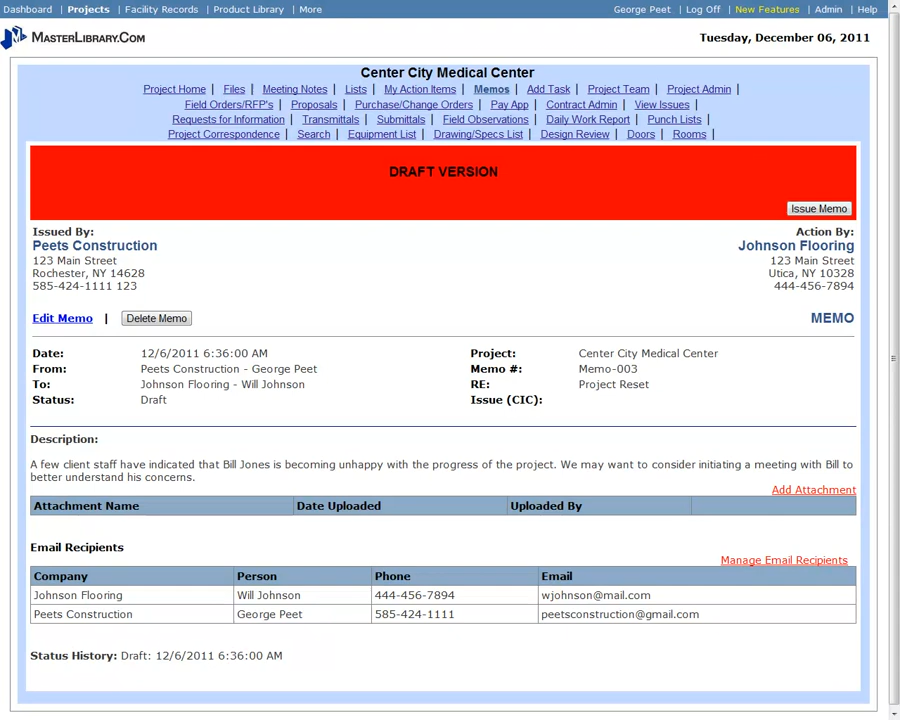 Dashboard | Projects | Facility Records | Product Library | More George Peet | Log Off | New Features | Admin | Help
MASTERLIBRARY.COM Tuesday, December 06, 2011
Center City Medical Center
Project Home | Files | Meeting Notes | Lists | My Action Items | Memos | Add Task | Project Team | Project Admin |
Field Orders/RFP's | Proposals | Purchase/Change Orders | Pay App | Contract Admin | View Issues |
Requests for Information | Transmittals | Submittals | Field Observations | Daily Work Report | Punch Lists |
Project Correspondence | Search | Equipment List | Drawing/Specs List | Design Review | Doors | Rooms |
DRAFT VERSION
Issue Memo
Issued By: Action By:
Peets Construction Johnson Flooring
123 Main Street 123 Main Street
Rochester, NY 14628 Utica, NY 10328
585-424-1111 123 444-456-7894
Edit Memo | Delete Memo MEMO
Date: 12/6/2011 6:36:00 AM Project: Center City Medical Center
From: Peets Construction - George Peet Memo #: Memo-003
To: Johnson Flooring - Will Johnson RE: Project Reset
Status: Draft Issue (CIC):
Description:
A few client staff have indicated that Bill Jones is becoming unhappy with the progress of the project. We may want to consider initiating a meeting with Bill to
better understand his concerns.
Add Attachment
Attachment Name Date Uploaded Uploaded By
Email Recipients
Manage Email Recipients
Company Person Phone Email
Johnson Flooring Will Johnson 444-456-7894 wjohnson@mail.com
Peets Construction George Peet 585-424-1111 peetsconstruction@gmail.com
Status History: Draft: 12/6/2011 6:36:00 AM